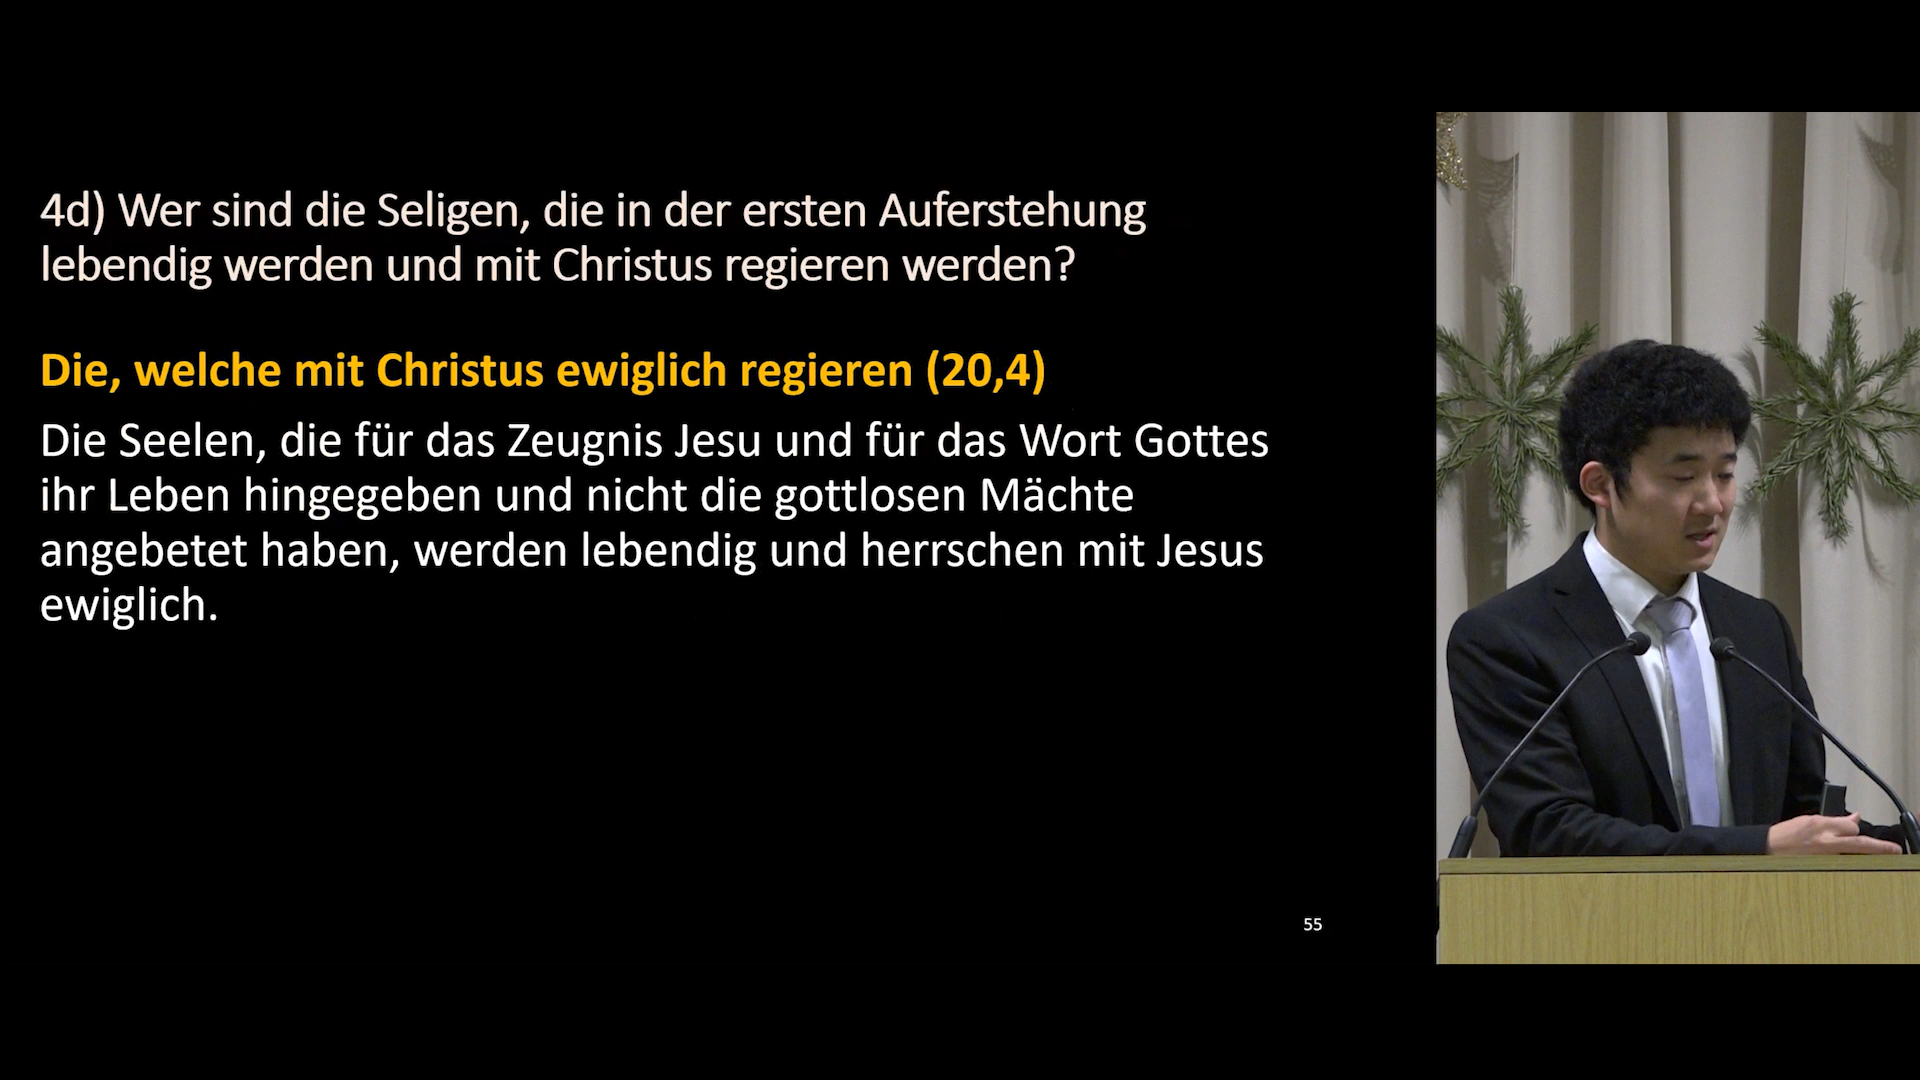 4d) Wer sind die Seligen, die in der ersten Auferstehung
lebendig werden und mit Christus regieren werden?
Die, welche mit Christus ewiglich regieren (20,4)
Die Seelen, die für das Zeugnis Jesu und für das Wort Gottes
ihr Leben hingegeben und nicht die gottlosen Mächte
angebetet haben, werden lebendig und herrschen mit Jesus
ewiglich.
55